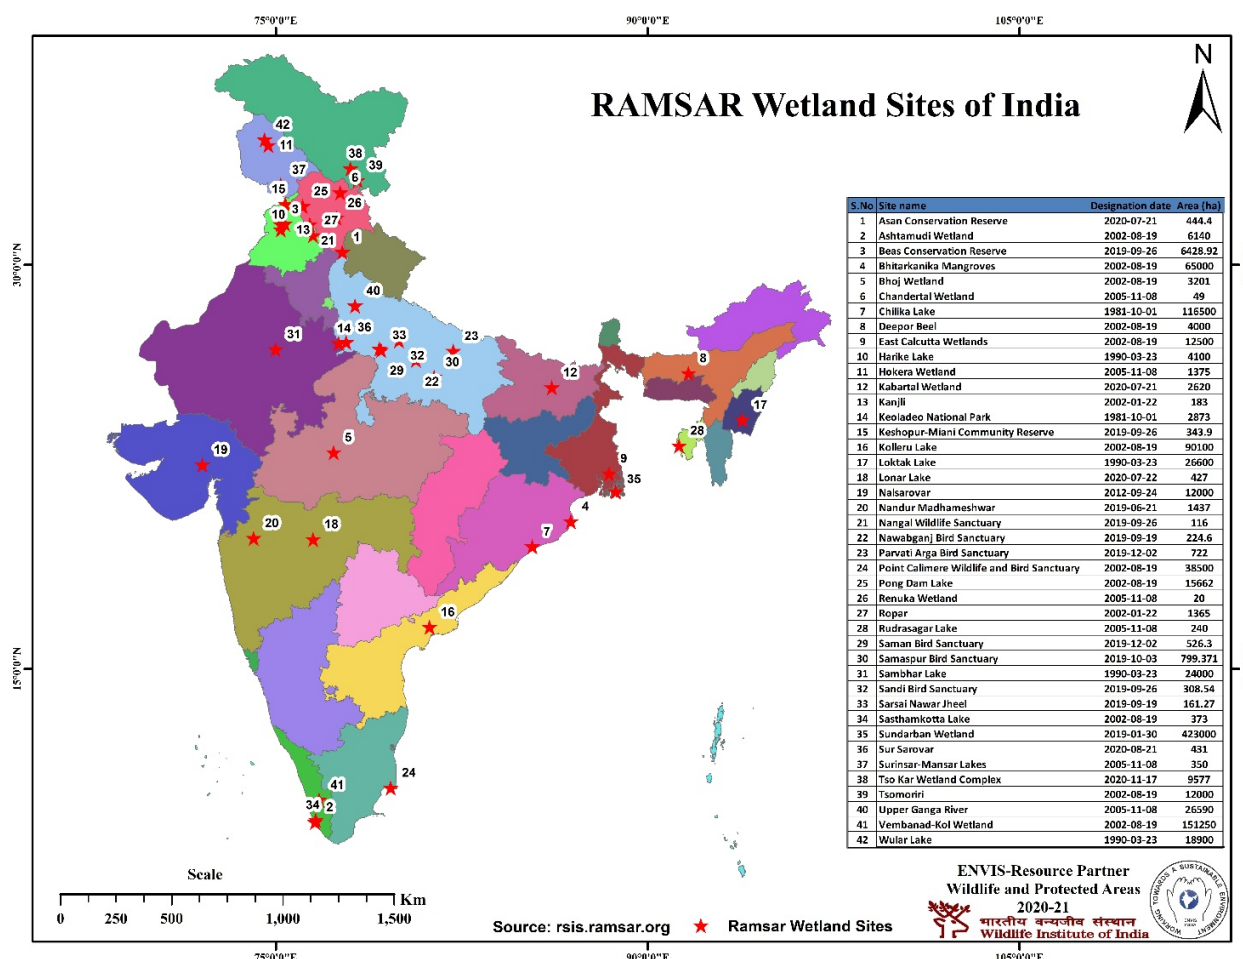 75°0'0"E 90°0'0"E 105°0'0"E
N
RAMSAR Wetland Sites of India
42
11
38
39
37
6
15
25
26
3
10
27
13
21
1
30°0'0"N
40
14 36
33
23
31
32
30
29
22
8
12
17
28
5
19
9
35
4
20
18
7
16
15°0'0"N
24
41
34 2
S.No Site name Designation date Area (ha)
1 Asan Conservation Reserve 2020-07-21 444.4
2 Ashtamudi Wetland 2002-08-19 6140
3 Beas Conservation Reserve 2019-09-26 6428.92
4 Bhitarkanika Mangroves 2002-08-19 65000
5 Bhoj Wetland 2002-08-19 3201
6 Chandertal Wetland 2005-11-08 49
7 Chilika Lake 1981-10-01 116500
8 Deepor Beel 2002-08-19 4000
9 East Calcutta Wetlands 2002-08-19 12500
10 Harike Lake 1990-03-23 4100
11 Hokera Wetland 2005-11-08 1375
12 Kabartal Wetland 2020-07-21 2620
13 Kanjli 2002-01-22 183
14 Keoladeo National Park 1981-10-01 2873
15 Keshopur-Miani Community Reserve 2019-09-26 343.9
16 Kolleru Lake 2002-08-19 90100
17 Loktak Lake 1990-03-23 26600
18 Lonar Lake 2020-07-22 427
19 Nalsarovar 2012-09-24 12000
20 Nandur Madhameshwar 2019-06-21 1437
21 Nangal Wildlife Sanctuary 2019-09-26 116
22 Nawabganj Bird Sanctuary 2019-09-19 224.6
23 Parvati Arga Bird Sanctuary 2019-12-02 722
24 Point Calimere Wildlife and Bird Sanctuary 2002-08-19 38500
25 Pong Dam Lake 2002-08-19 15662
26 Renuka Wetland 2005-11-08 20
27 Ropar 2002-01-22 1365
28 Rudrasagar Lake 2005-11-08 240
29 Saman Bird Sanctuary 2019-12-02 526.3
30 Samaspur Bird Sanctuary 2019-10-03 799.371
31 Sambhar Lake 1990-03-23 24000
32 Sandi Bird Sanctuary 2019-09-26 308.54
33 Sarsai Nawar Jheel 2019-09-19 161.27
34 Sasthamkotta Lake 2002-08-19 373
35 Sundarban Wetland 2019-01-30 423000
36 Sur Sarovar 2020-08-21 431
37 Surinsar-Mansar Lakes 2005-11-08 350
38 Tso Kar Wetland Complex 2020-11-17 9577
39 Tsomoriri 2002-08-19 12000
40 Upper Ganga River 2005-11-08 26590
41 Vembanad-Kol Wetland 2002-08-19 151250
42 Wular Lake 1990-03-23 18900
Scale
Km
0 250 500 1,000 1,500
Source: rsis.ramsar.org Ramsar Wetland Sites
ENVIS-Resource Partner
Wildlife and Protected Areas
2020-21
भारतीय वन्यजीव संस्थान
Wildlife Institute of India
WORKING TOWARDS A SUSTAINABLE ENVIRONMENT
75°0'0"E 90°0'0"E 105°0'0"E